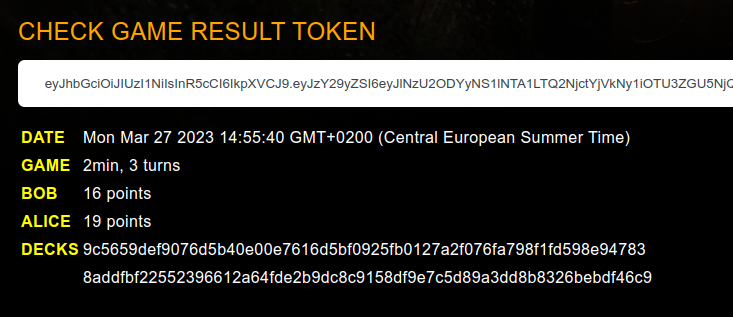 CHECK GAME RESULT TOKEN
eyJhbGciOiJIUzI1NiIsInR5cCI6IkpXVCJ9.eyJzY29yZSI6eyJlNzU2ODYyNS1lNTA1LTQ2NjctYjVkNy1iOTU3ZGU5NjQ
DATE Mon Mar 27 2023 14:55:40 GMT+0200 (Central European Summer Time)
GAME 2min, 3 turns
BOB 16 points
ALICE 19 points
DECKS 9c5659def9076d5b40e00e7616d5bf0925fb0127a2f076fa798f1fd598e94783
8addfbf22552396612a64fde2b9dc8c9158df9e7c5d89a3dd8b8326bebdf46c9